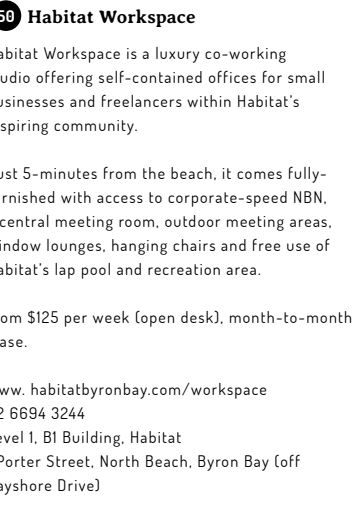 50 Habitat Workspace
abitat Workspace is a luxury co-working
udio offering self-contained offices for small
usinesses and freelancers within Habitat's
spiring community.
ust 5-minutes from the beach, it comes fully-
rnished with access to corporate-speed NBN,
central meeting room, outdoor meeting areas,
indow lounges, hanging chairs and free use of
abitat's lap pool and recreation area.
om $125 per week (open desk), month-to-month
ase.
ww. habitatbyronbay.com/workspace
2 6694 3244
evel 1, B1 Building, Habitat
Porter Street, North Beach, Byron Bay (off
ayshore Drive)